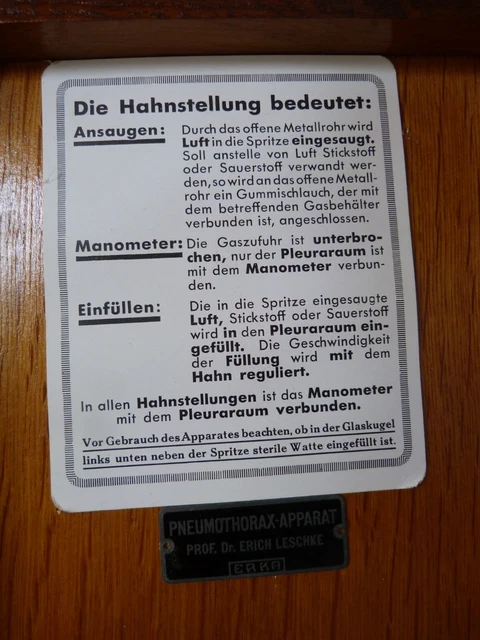 Die Hahnstellung bedeutet:
Ansaugen: Durch das offene Metallrohr wird
Luft in die Spritze eingesaugt.
Soll anstelle von Luft Stickstoff
oder Sauerstoff verwandt wer-
den, so wird an das offene Metall-
rohr ein Gummischlauch, der mit
dem betreffenden Gasbehälter
verbunden ist, angeschlossen.
Manometer: Die Gaszufuhr ist unterbro-
chen, nur der Pleuraraum ist
mit dem Manometer verbun-
den.
Einfüllen: Die in die Spritze eingesaugte
Luft, Stickstoff oder Sauerstoff
wird in den Pleuraraum ein-
gefüllt. Die Geschwindigkeit
der Füllung wird mit dem
Hahn reguliert.
In allen Hahnstellungen ist das Manometer
mit dem Pleuraraum verbunden.
Vor Gebrauch des Apparates beachten, ob in der Glaskugel
links unten neben der Spritze sterile Watte eingefüllt ist.
PNEUMOTHORAX-APPARAT
PROF. Dr. ERICH LESCHKE
ERKA